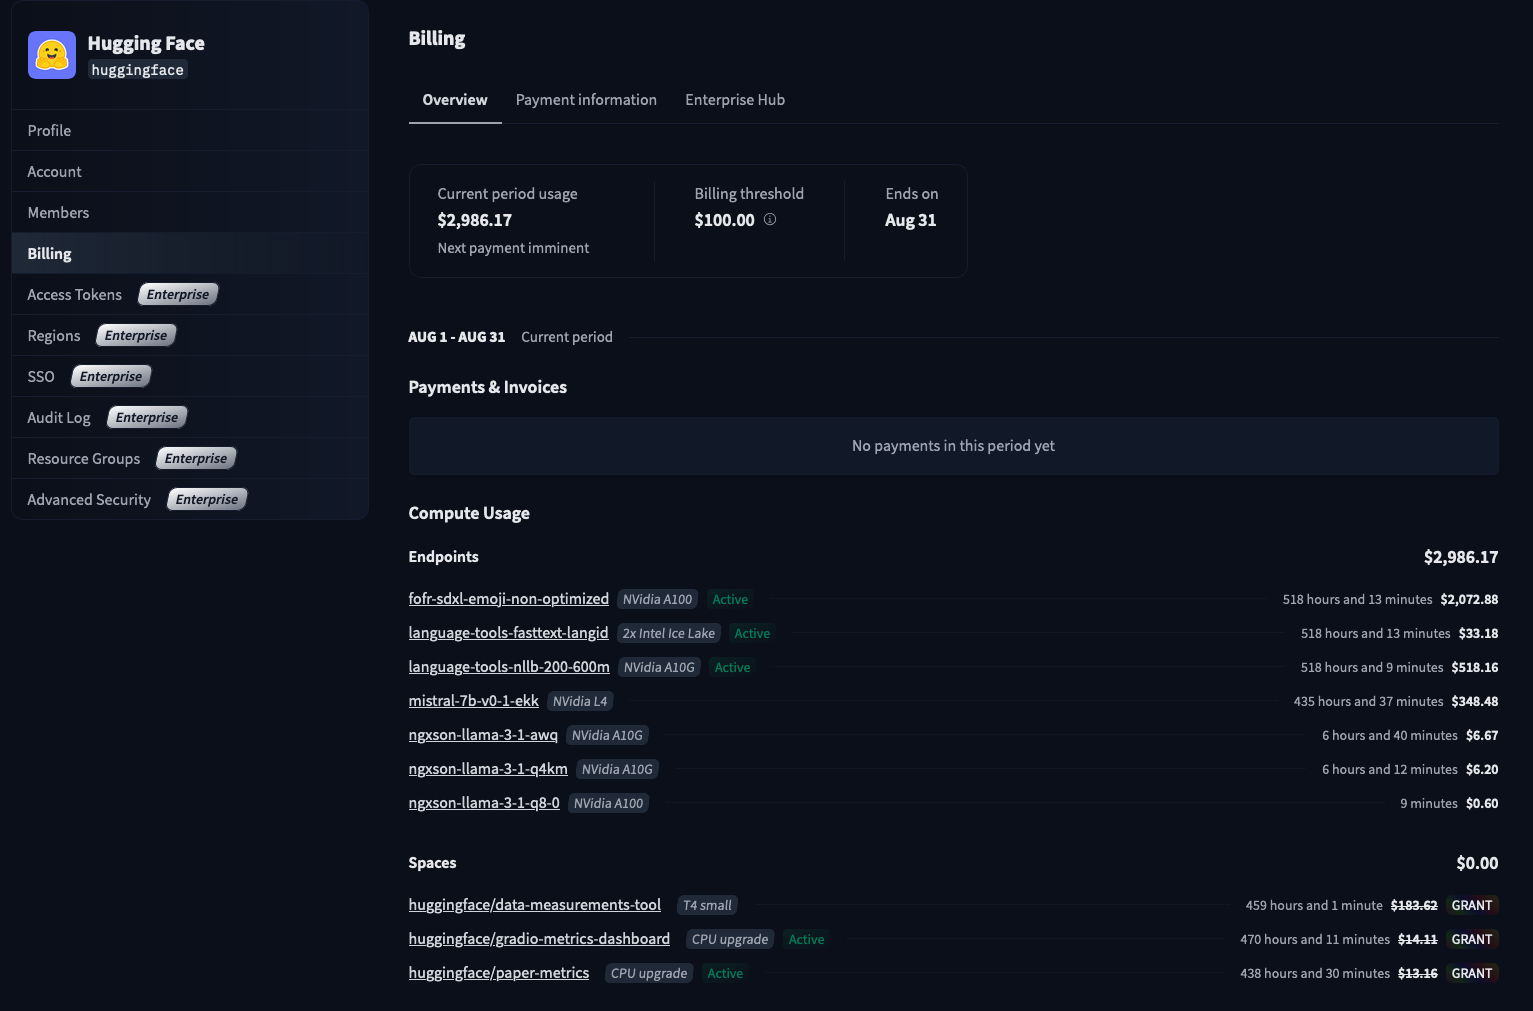 Hugging Face
huggingface
Profile
Account
Members
Billing
Access Tokens Enterprise
Regions Enterprise
SSO Enterprise
Audit Log Enterprise
Resource Groups Enterprise
Advanced Security Enterprise
Billing
Overview Payment information Enterprise Hub
Current period usage
$2,986.17
Next payment imminent
Billing threshold
$100.00
Ends on
Aug 31
AUG 1 - AUG 31 Current period
Payments & Invoices
No payments in this period yet
Compute Usage
Endpoints $2,986.17
fofr-sdxl-emoji-non-optimized NVidia A100 Active 518 hours and 13 minutes $2,072.88
language-tools-fasttext-langid 2x Intel Ice Lake Active 518 hours and 13 minutes $33.18
language-tools-nllb-200-600m NVidia A10G Active 518 hours and 9 minutes $518.16
mistral-7b-v0-1-ekk NVidia L4 435 hours and 37 minutes $348.48
ngxson-llama-3-1-awq NVidia A10G 6 hours and 40 minutes $6.67
ngxson-llama-3-1-q4km NVidia A10G 6 hours and 12 minutes $6.20
ngxson-llama-3-1-q8-0 NVidia A100 9 minutes $0.60
Spaces $0.00
huggingface/data-measurements-tool T4 small 459 hours and 1 minute $183.62 GRANT
huggingface/gradio-metrics-dashboard CPU upgrade Active 470 hours and 11 minutes $14.11 GRANT
huggingface/paper-metrics CPU upgrade Active 438 hours and 30 minutes $13.16 GRANT